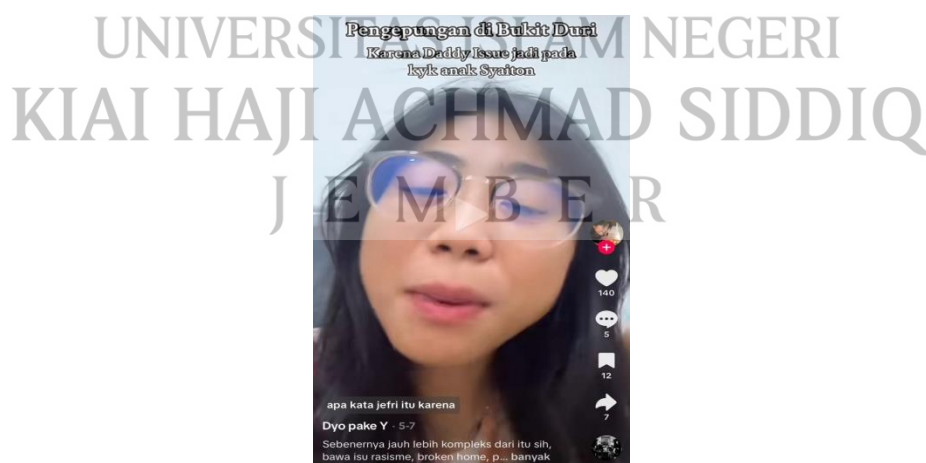 UNIVERSITAS ISLAM NEGERI
KIAI HAJI ACHMAD SIDDIQ
JEMBER
Pengepungan di Bukit Duri
Karena Daddy Issue jadi pada
kyk anak Syaiton
140
5
12
7
apa kata jefri itu karena
Dyo pake Y · 5-7
Sebenernya jauh lebih kompleks dari itu sih,
bawa isu rasisme, broken home, p... banyak